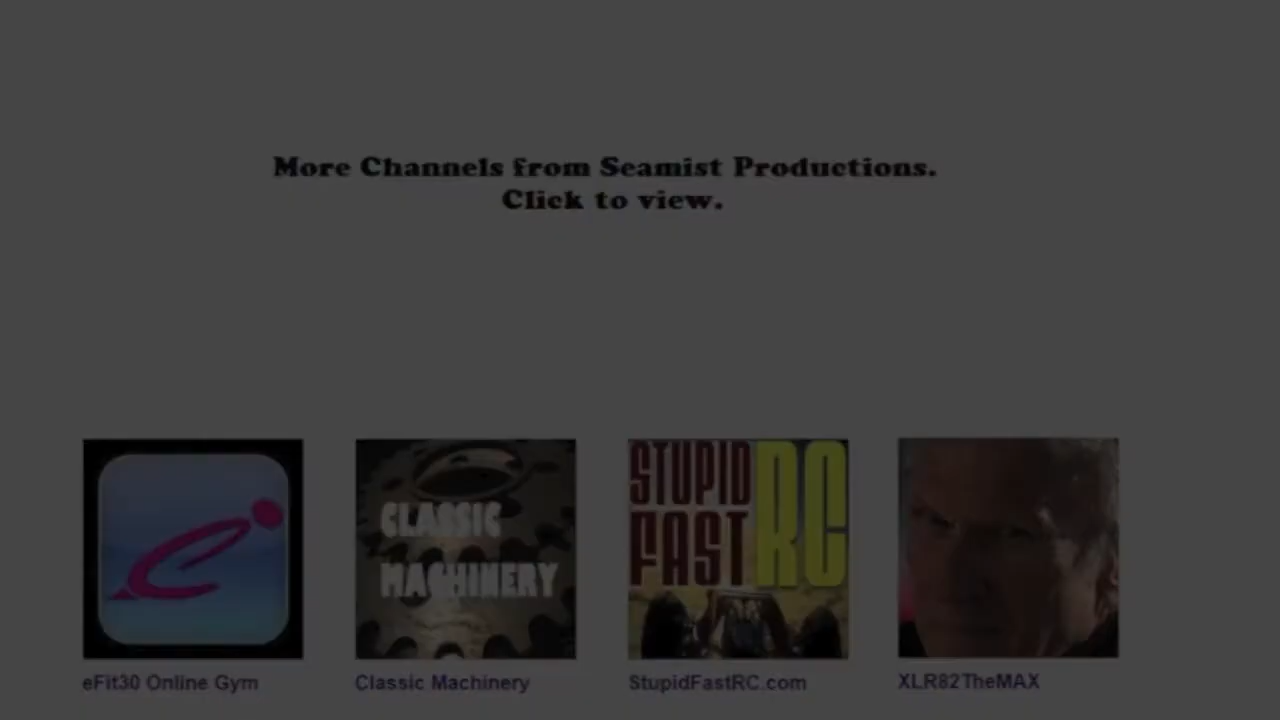 More Channels from Seamist Productions.
Click to view.
CLASSIC
MACHINERY
STUPID
FAST
RC
eFit30 Online Gym
Classic Machinery
StupidFastRC.com
XLR82TheMAX